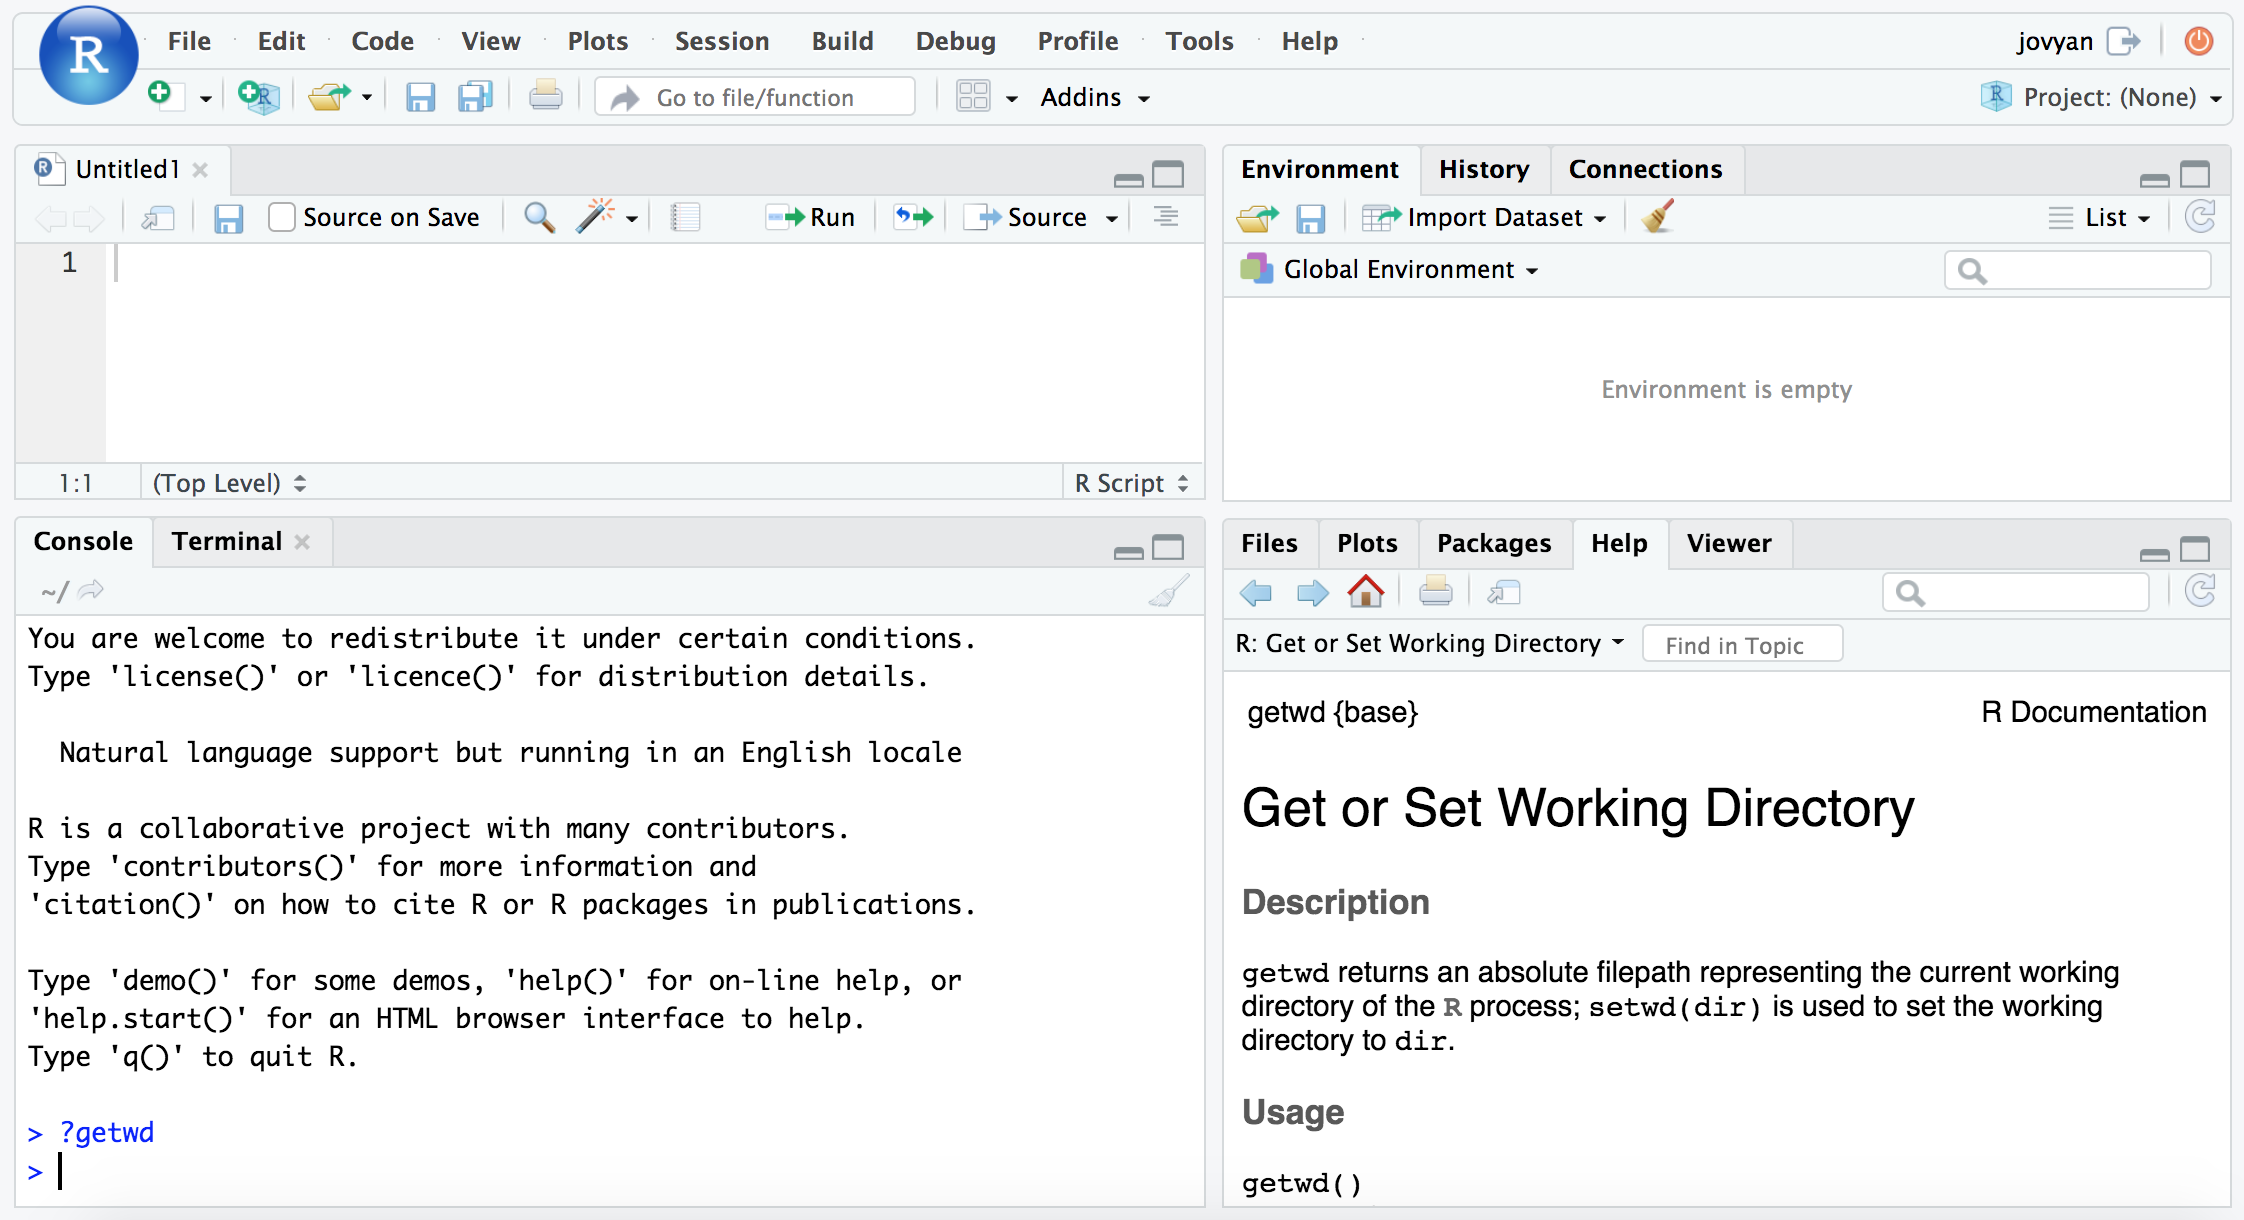 R
File Edit Code View Plots Session Build Debug Profile Tools Help
jovyan
Go to file/function
Addins
Project: (None)
Untitled1
Source on Save
Run
Source
1
1:1
(Top Level)
R Script
Environment
History
Connections
Import Dataset
List
Global Environment
Environment is empty
Console
Terminal
~/
You are welcome to redistribute it under certain conditions.
Type 'license()' or 'licence()' for distribution details.
Natural language support but running in an English locale
R is a collaborative project with many contributors.
Type 'contributors()' for more information and
'citation()' on how to cite R or R packages in publications.
Type 'demo()' for some demos, 'help()' for on-line help, or
'help.start()' for an HTML browser interface to help.
Type 'q()' to quit R.
> ?getwd
>
Files
Plots
Packages
Help
Viewer
R: Get or Set Working Directory
Find in Topic
getwd {base}
R Documentation
Get or Set Working Directory
Description
getwd returns an absolute filepath representing the current working
directory of the R process; setwd(dir) is used to set the working
directory to dir.
Usage
getwd()